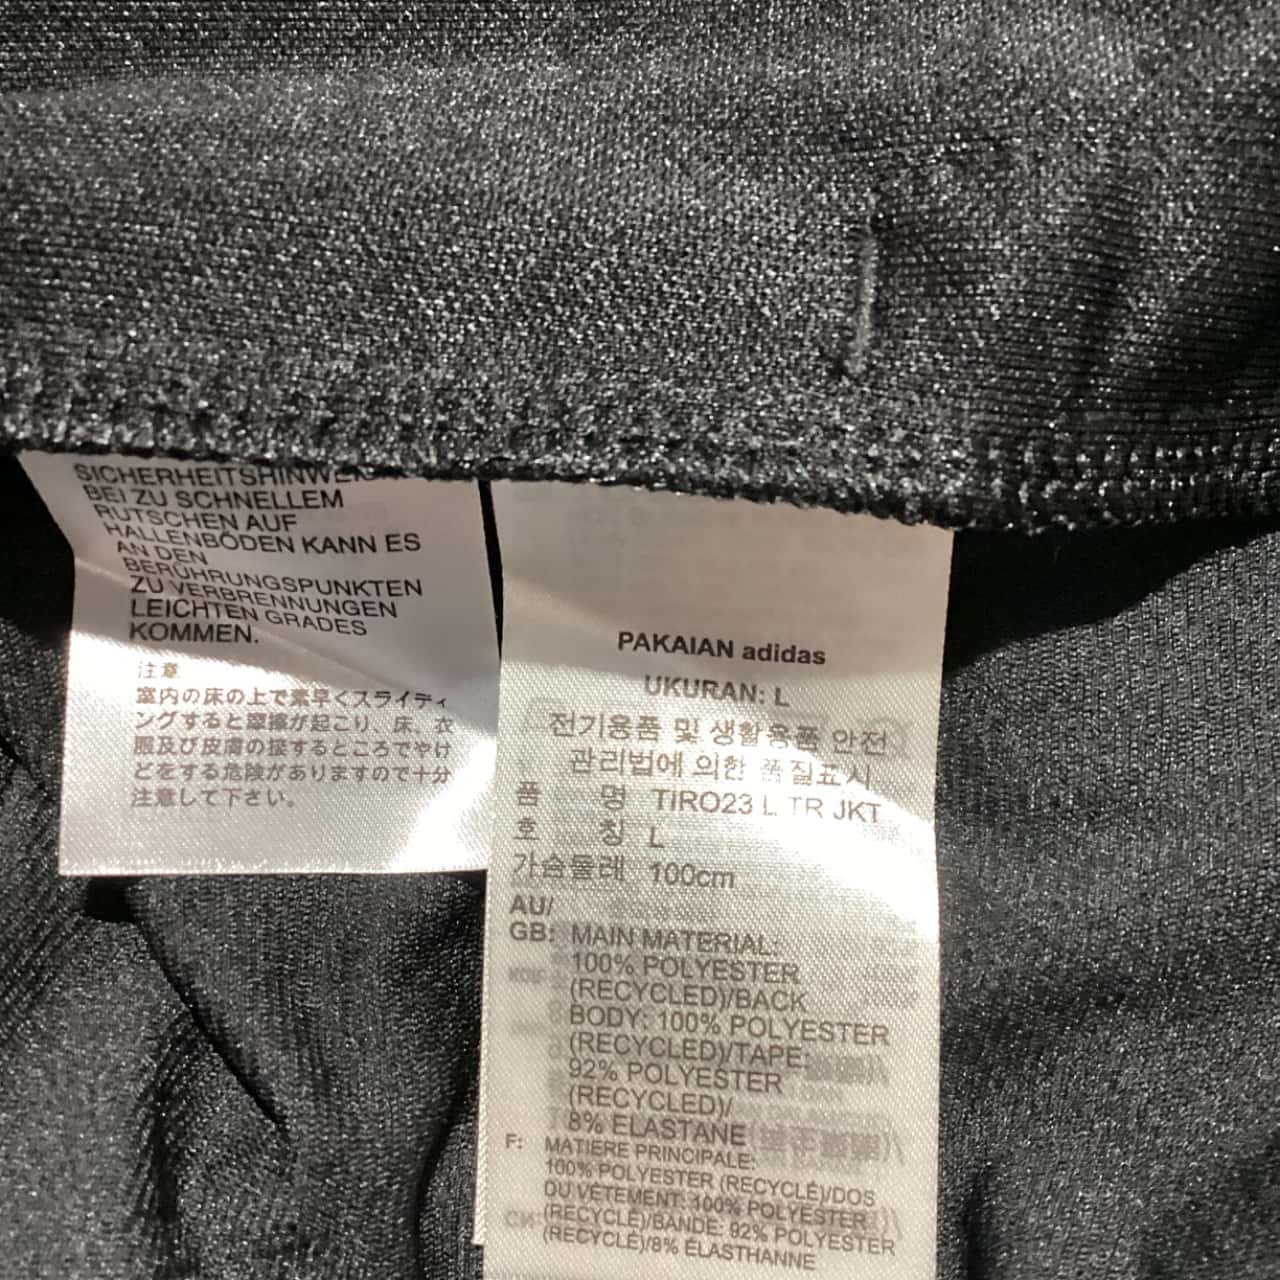 SICHERHEITSHINWEIS
BEI ZU SCHNELLEM
RUTSCHEN AUF
HALLENBÖDEN KANN ES
AN DEN
BERÜHRUNGSPUNKTEN
ZU VERBRENNUNGEN
LEICHTEN GRADES
KOMMEN.
注意
室内の床の上で素早くスライディ
ングすると摩擦が起こり、床、衣
服及び皮膚の接するところでやけ
どをする危険がありますので十分
注意して下さい。
PAKAIAN adidas
UKURAN: L
전기용품 및 생활용품 안전
관리법에 의한 품질표시
품 명 TIRO23 L TR JKT
호 칭 L
가슴둘레 100cm
AU/
GB: MAIN MATERIAL:
100% POLYESTER
(RECYCLED)/BACK
BODY: 100% POLYESTER
(RECYCLED)/TAPE:
92% POLYESTER
(RECYCLED)/
8% ELASTANE
F: MATIERE PRINCIPALE:
100% POLYESTER (RECYCLÉ)/DOS
DU VETEMENT: 100% POLYESTER
(RECYCLÉ)/BANDE: 92% POLYESTER
(RECYCLÉ)/8% ÉLASTHANNE